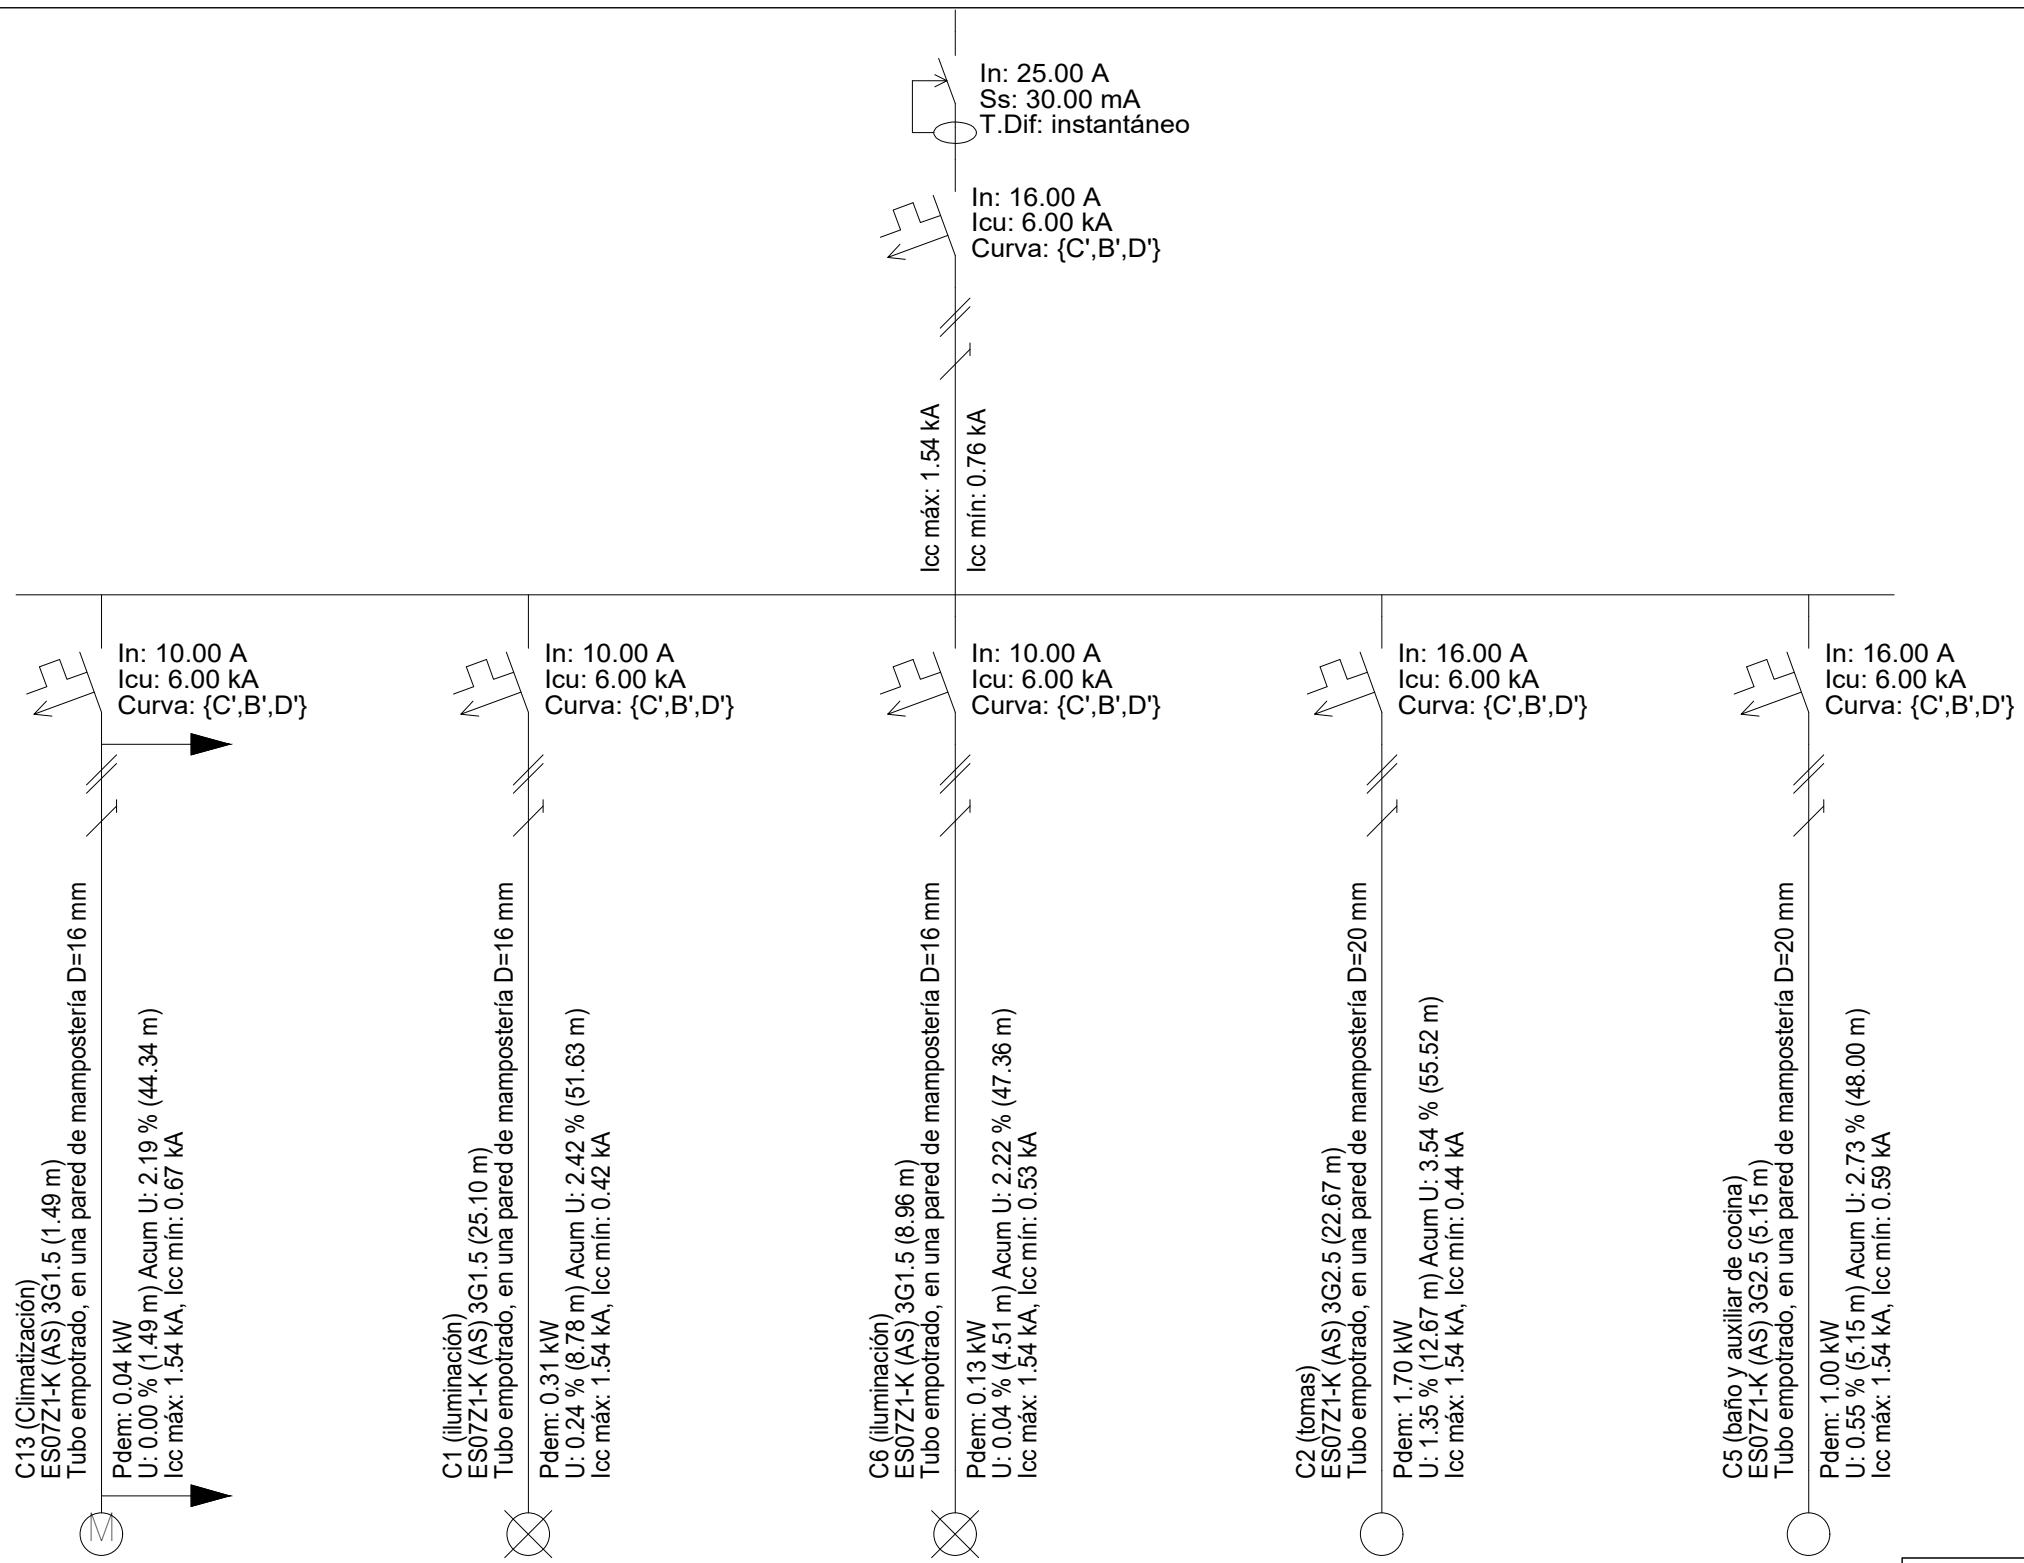 In: 25.00 A
Ss: 30.00 mA
T.Dif: instantáneo
In: 16.00 A
Icu: 6.00 kA
Curva: {C',B',D'}
Icc máx: 1.54 kA
Icc mín: 0.76 kA
In: 10.00 A
Icu: 6.00 kA
Curva: {C',B',D'}
C13 (Climatización)
ES07Z1-K (AS) 3G1.5 (1.49 m)
Tubo empotrado, en una pared de mampostería D=16 mm
Pdem: 0.04 kW
U: 0.00 % (1.49 m) Acum U: 2.19 % (44.34 m)
Icc máx: 1.54 kA, Icc mín: 0.67 kA
M
In: 10.00 A
Icu: 6.00 kA
Curva: {C',B',D'}
C1 (iluminación)
ES07Z1-K (AS) 3G1.5 (25.10 m)
Tubo empotrado, en una pared de mampostería D=16 mm
Pdem: 0.31 kW
U: 0.24 % (8.78 m) Acum U: 2.42 % (51.63 m)
Icc máx: 1.54 kA, Icc mín: 0.42 kA
In: 10.00 A
Icu: 6.00 kA
Curva: {C',B',D'}
C6 (iluminación)
ES07Z1-K (AS) 3G1.5 (8.96 m)
Tubo empotrado, en una pared de mampostería D=16 mm
Pdem: 0.13 kW
U: 0.04 % (4.51 m) Acum U: 2.22 % (47.36 m)
Icc máx: 1.54 kA, Icc mín: 0.53 kA
In: 16.00 A
Icu: 6.00 kA
Curva: {C',B',D'}
C2 (tomas)
ES07Z1-K (AS) 3G2.5 (22.67 m)
Tubo empotrado, en una pared de mampostería D=20 mm
Pdem: 1.70 kW
U: 1.35 % (12.67 m) Acum U: 3.54 % (55.52 m)
Icc máx: 1.54 kA, Icc mín: 0.44 kA
In: 16.00 A
Icu: 6.00 kA
Curva: {C',B',D'}
C5 (baño y auxiliar de cocina)
ES07Z1-K (AS) 3G2.5 (5.15 m)
Tubo empotrado, en una pared de mampostería D=20 mm
Pdem: 1.00 kW
U: 0.55 % (5.15 m) Acum U: 2.73 % (48.00 m)
Icc máx: 1.54 kA, Icc mín: 0.59 kA